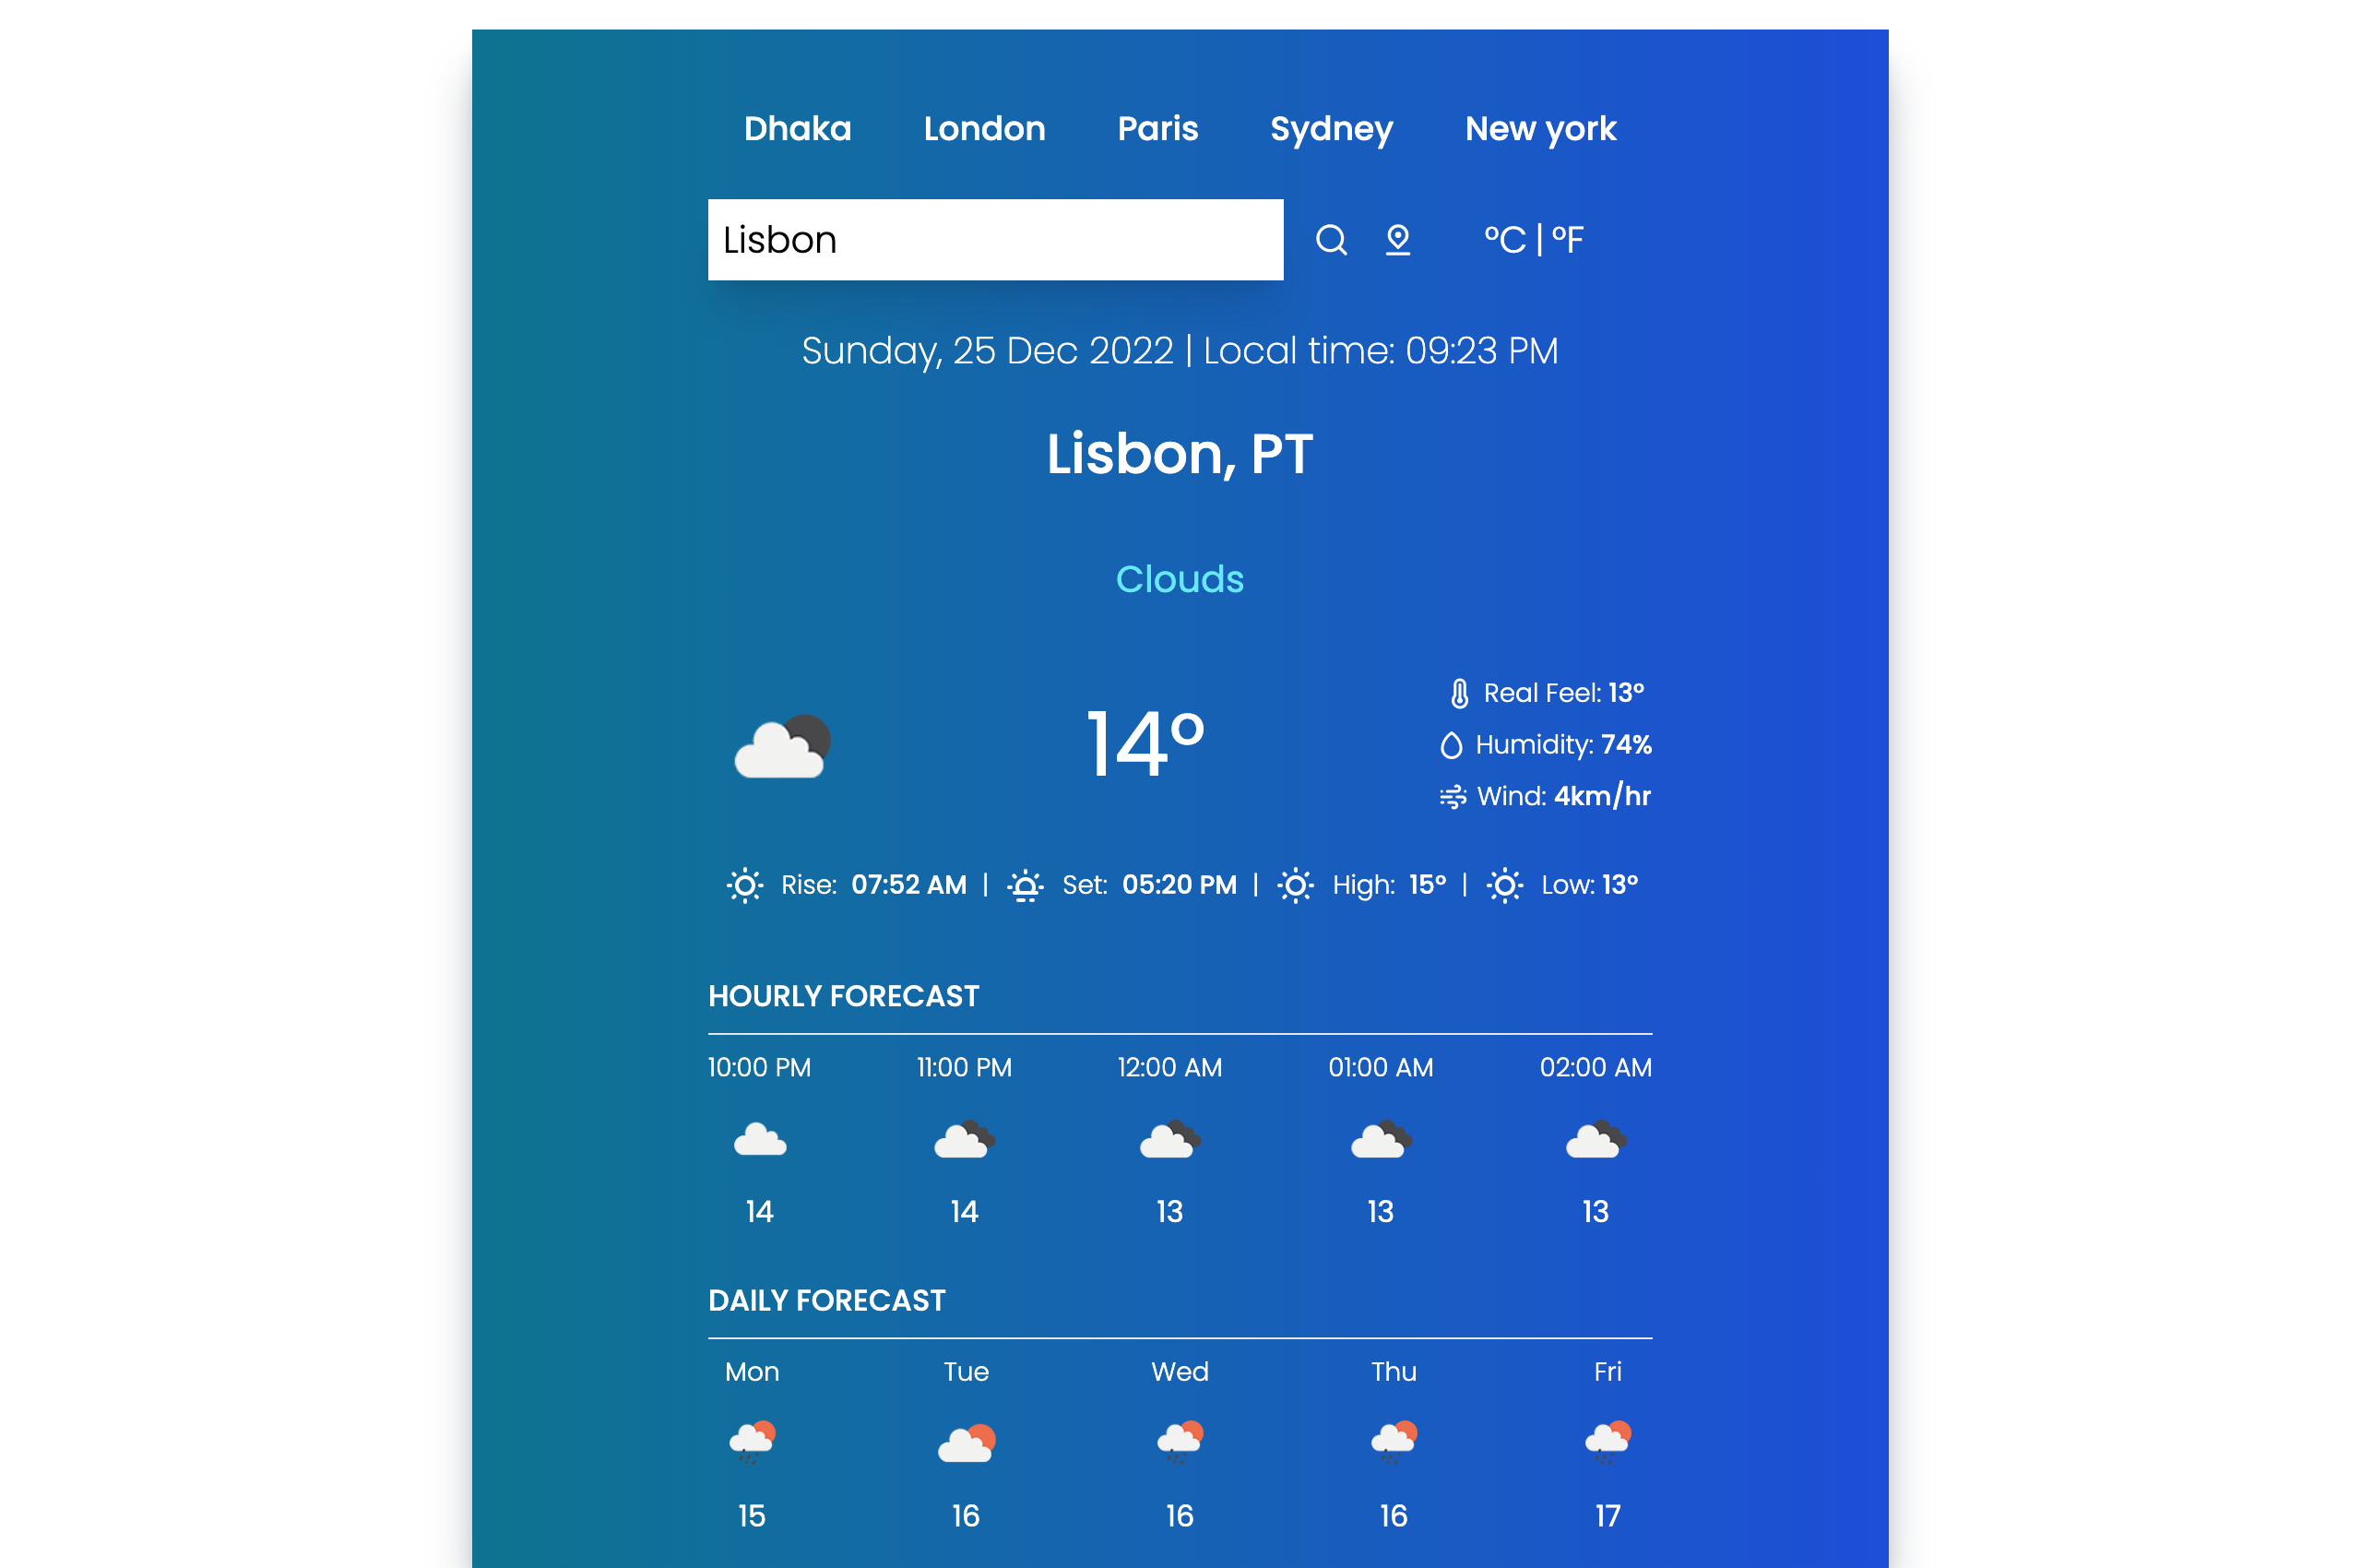 Dhaka London Paris Sydney New york
Lisbon °C | °F
Sunday, 25 Dec 2022 | Local time: 09:23 PM
Lisbon, PT
Clouds
14°
Real Feel: 13°
Humidity: 74%
Wind: 4km/hr
Rise: 07:52 AM | Set: 05:20 PM | High: 15° | Low: 13°
HOURLY FORECAST
10:00 PM 11:00 PM 12:00 AM 01:00 AM 02:00 AM
14 14 13 13 13
DAILY FORECAST
Mon Tue Wed Thu Fri
15 16 16 16 17